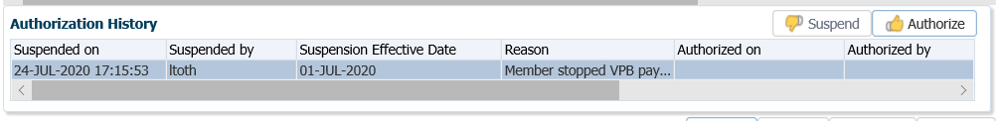 Authorization History Suspend Authorize
Suspended on Suspended by Suspension Effective Date Reason Authorized on Authorized by
24-JUL-2020 17:15:53 ltoth 01-JUL-2020 Member stopped VPB pay...